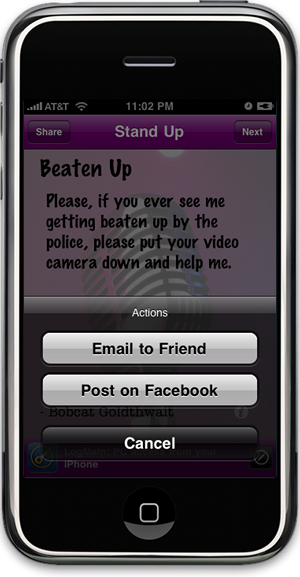 AT&T 11:02 PM
Share Stand Up Next
Beaten Up
Please, if you ever see me
getting beaten up by the
police, please put your video
camera down and help me.
Actions
Email to Friend
Post on Facebook
- Bobcat Goldthwait
Cancel
your
iPhone